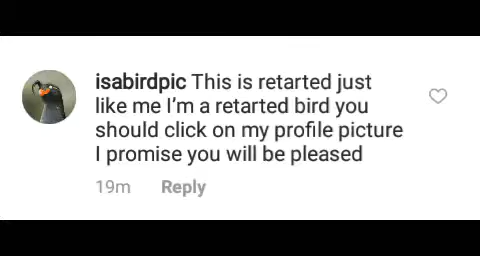 isabirdpic This is retarted just
like me I'm a retarted bird you
should click on my profile picture
I promise you will be pleased
19m Reply